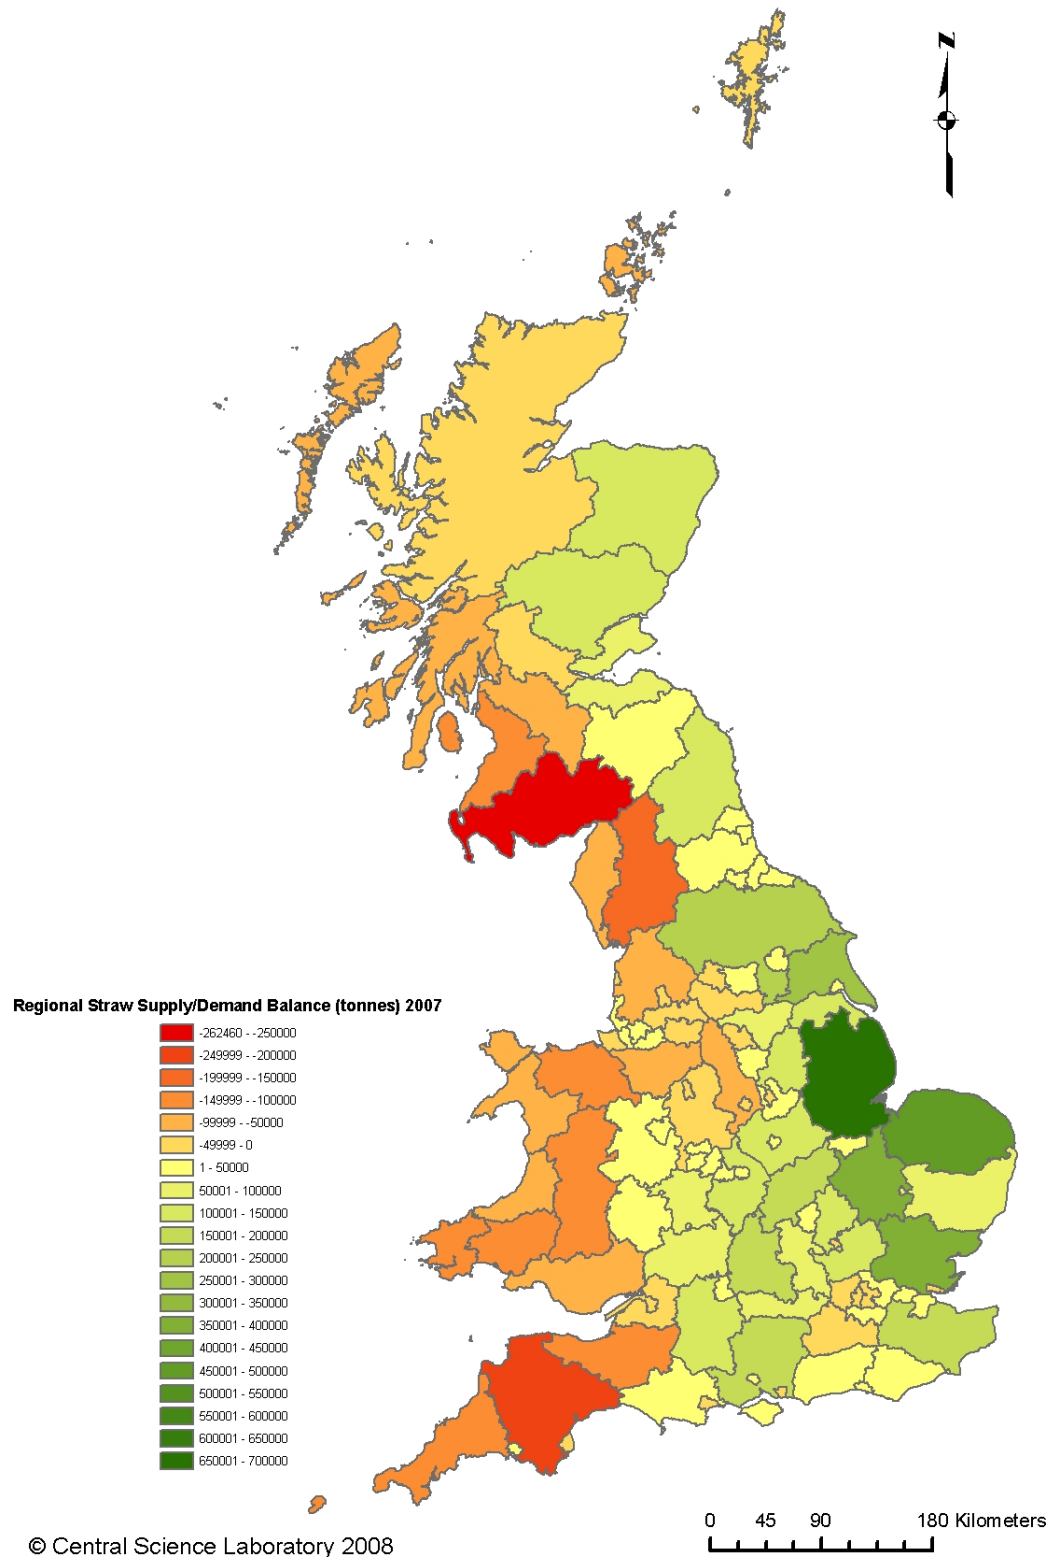 N
Regional Straw Supply/Demand Balance (tonnes) 2007
-262460 - -250000
-249999 - -200000
-199999 - -150000
-149999 - -100000
-99999 - -50000
-49999 - 0
1 - 50000
50001 - 100000
100001 - 150000
150001 - 200000
200001 - 250000
250001 - 300000
300001 - 350000
350001 - 400000
400001 - 450000
450001 - 500000
500001 - 550000
550001 - 600000
600001 - 650000
650001 - 700000
0 45 90 180 Kilometers
© Central Science Laboratory 2008